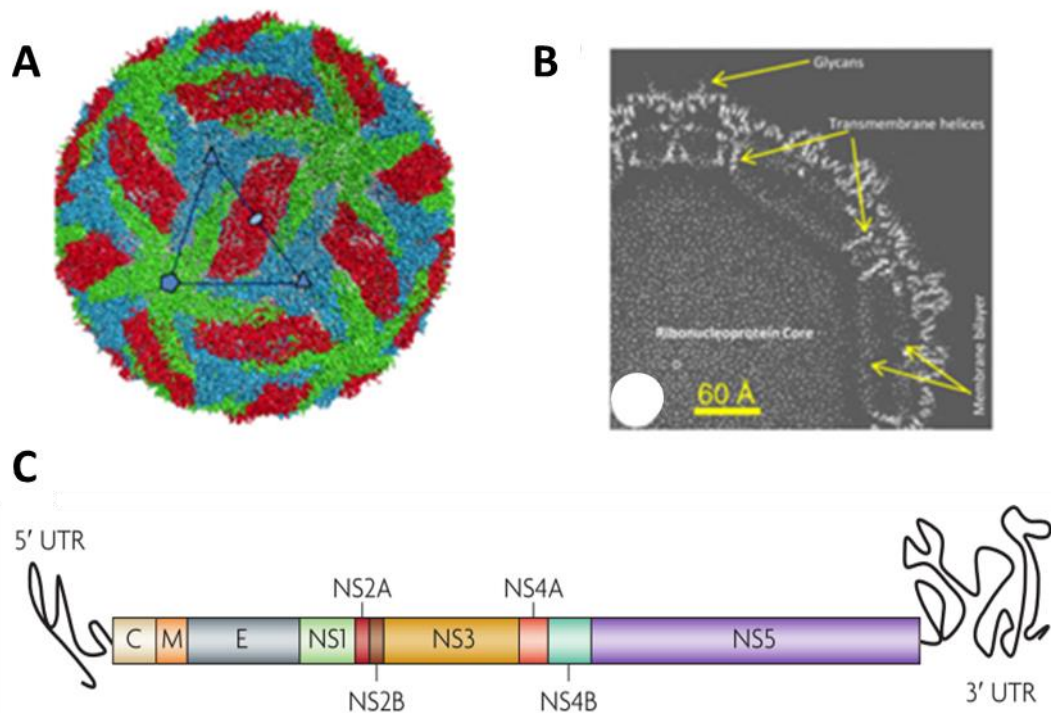 A
B
Glycans
Transmembrane helices
Ribonucleoprotein Core
60 Å
Membrane bilayer
C
5′ UTR
NS2A
NS4A
C M E NS1 NS3 NS5
NS2B
NS4B
3′ UTR